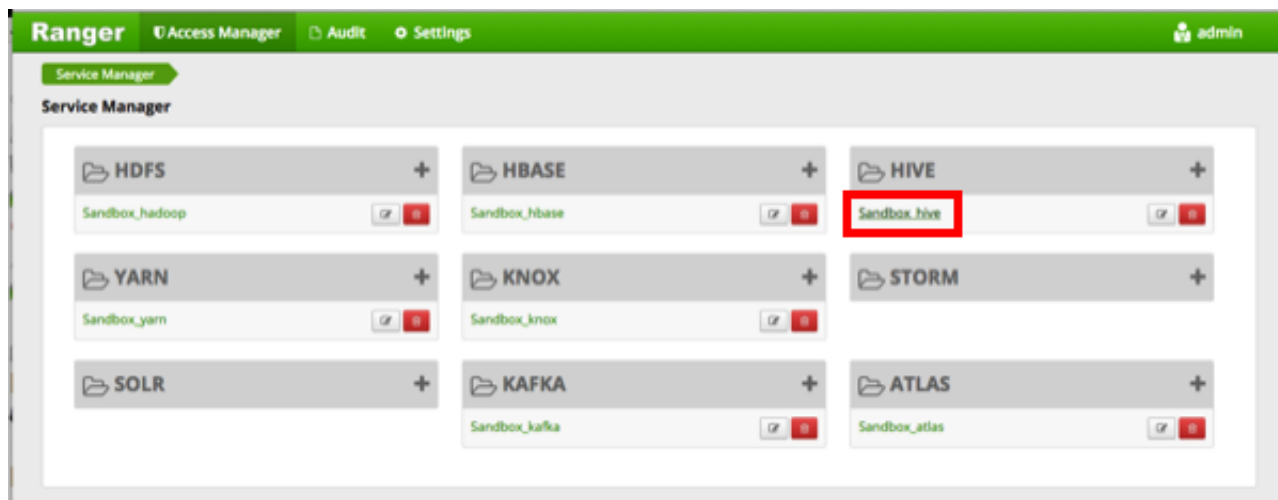 Ranger Access Manager Audit Settings admin
Service Manager
Service Manager
HDFS HBASE HIVE
Sandbox_hadoop Sandbox_hbase Sandbox_hive
YARN KNOX STORM
Sandbox_yarn Sandbox_knox
SOLR KAFKA ATLAS
Sandbox_kafka Sandbox_atlas